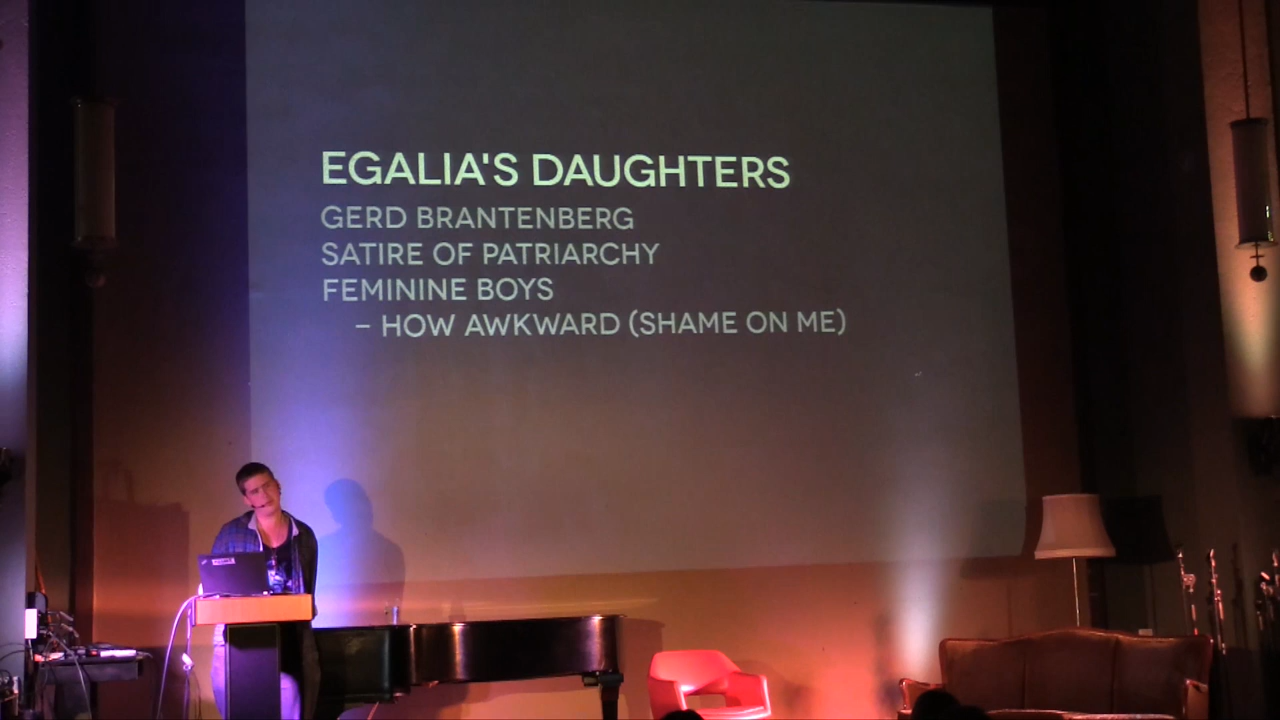 EGALIA'S DAUGHTERS
GERD BRANTENBERG
SATIRE OF PATRIARCHY
FEMININE BOYS
– HOW AWKWARD (SHAME ON ME)